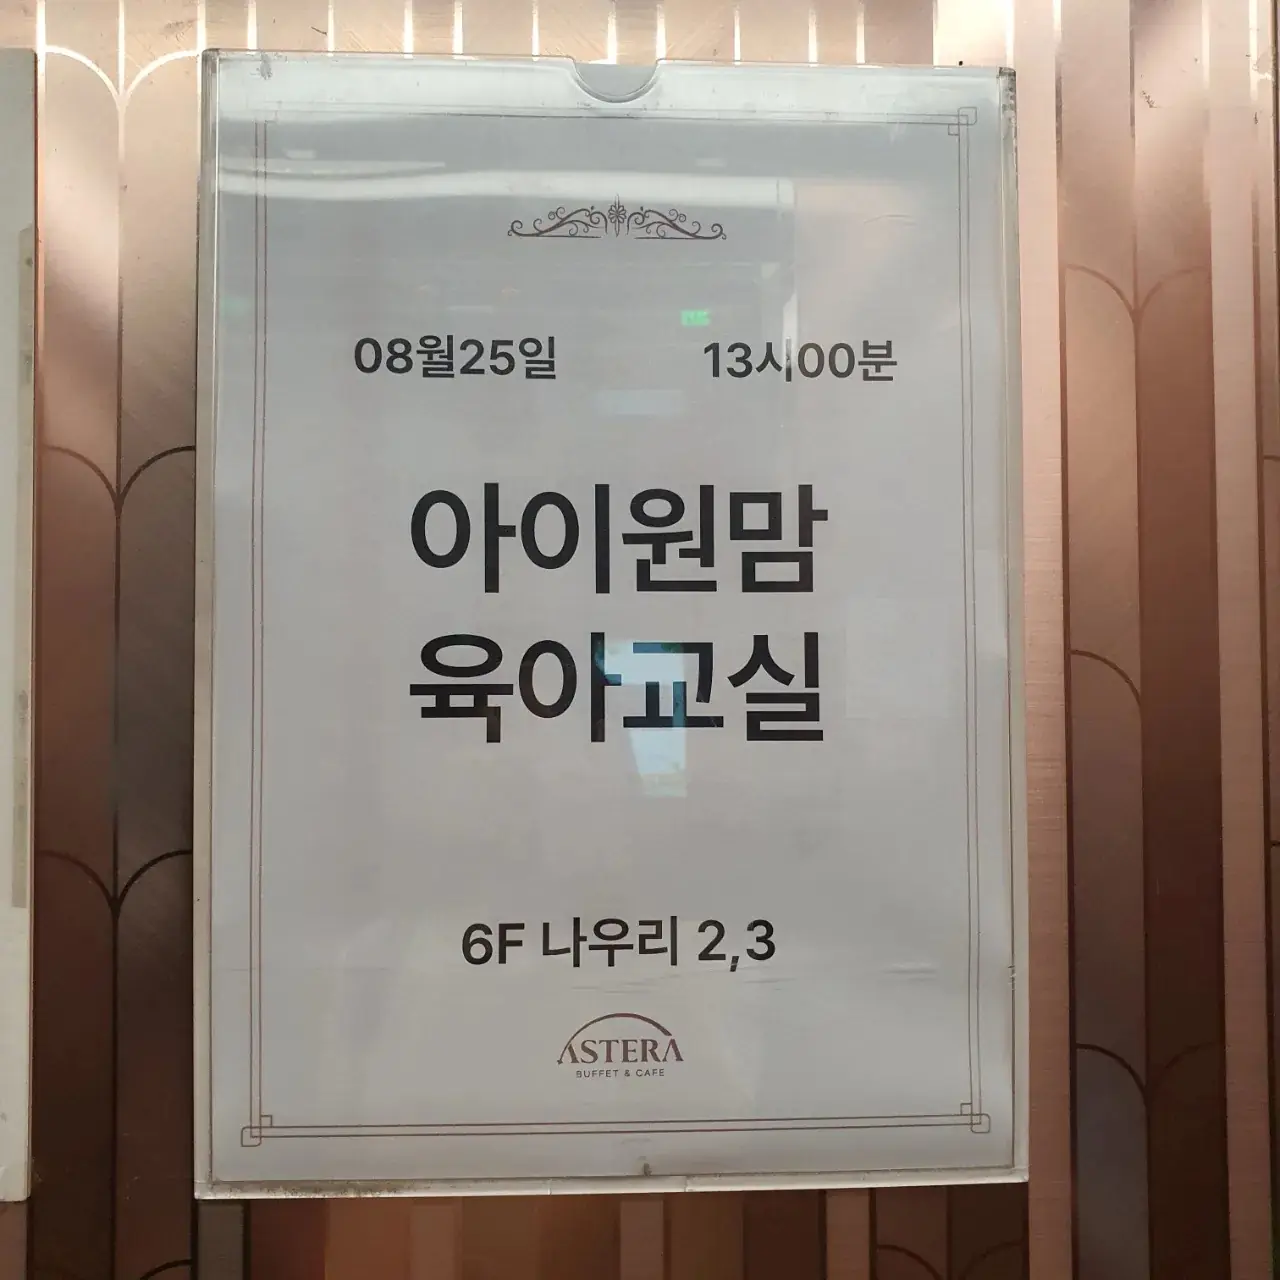 08월25일 13시00분
아이원맘
육아교실
6F 나우리 2,3
ASTERA
BUFFET & CAFE